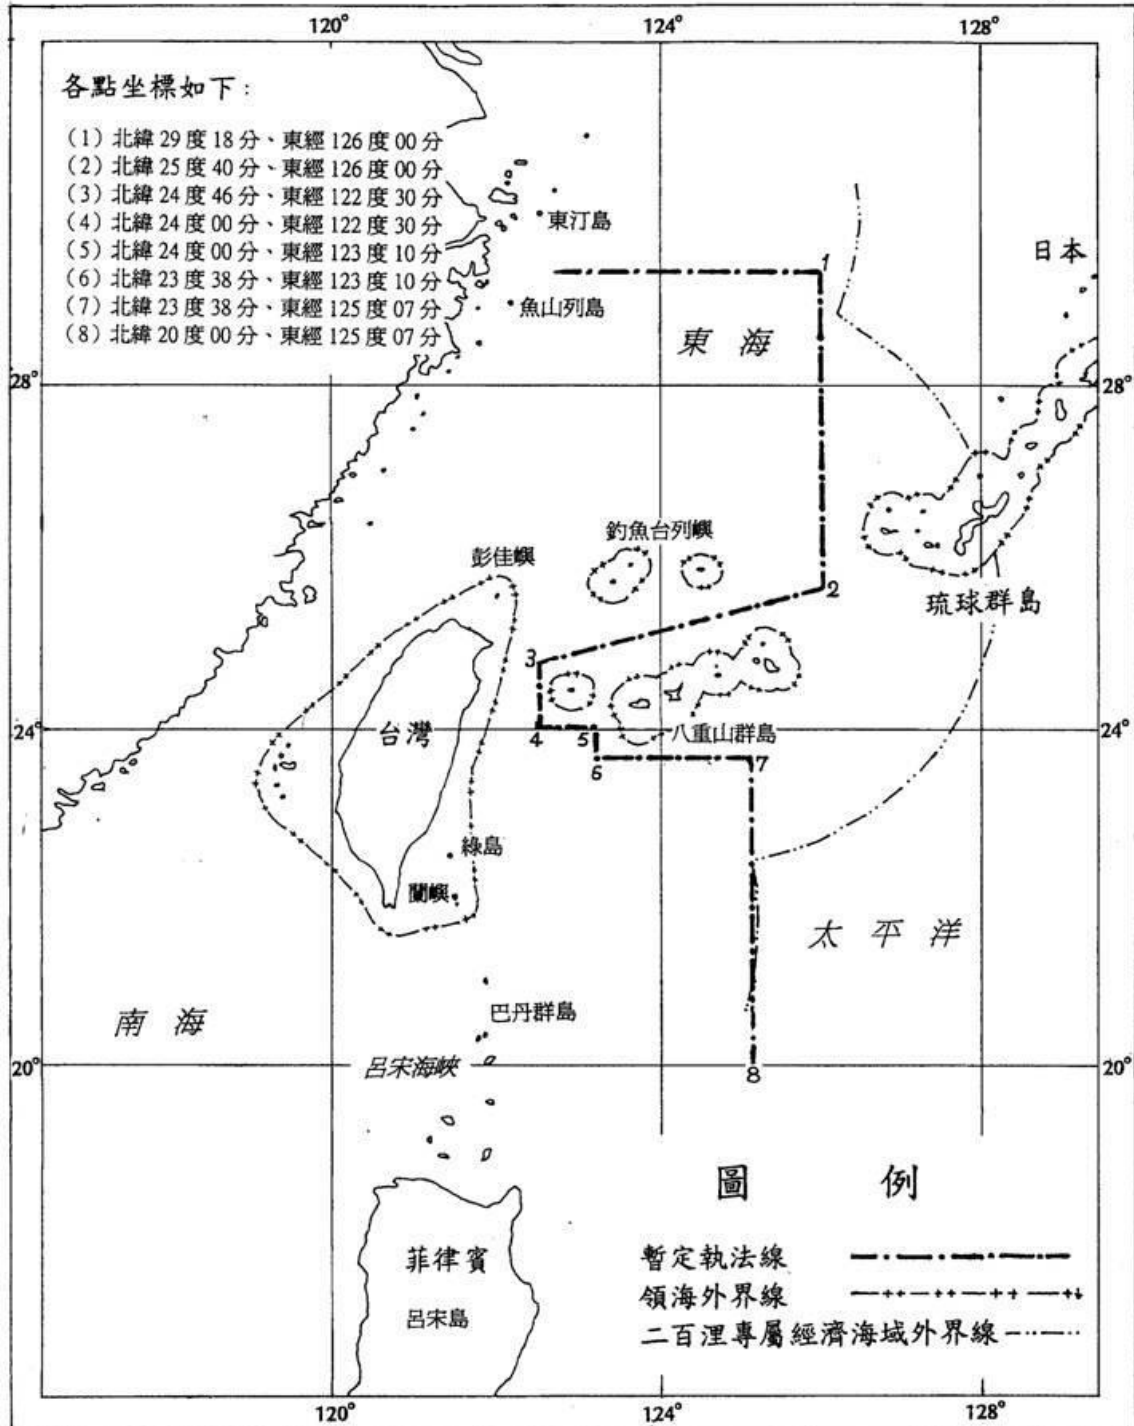 120°
124°
128°
各點坐標如下：
（1）北緯 29 度 18 分、東經 126 度 00 分
（2）北緯 25 度 40 分、東經 126 度 00 分
（3）北緯 24 度 46 分、東經 122 度 30 分
（4）北緯 24 度 00 分、東經 122 度 30 分
（5）北緯 24 度 00 分、東經 123 度 10 分
（6）北緯 23 度 38 分、東經 123 度 10 分
（7）北緯 23 度 38 分、東經 125 度 07 分
（8）北緯 20 度 00 分、東經 125 度 07 分
東汀島
日本
1
魚山列島
東 海
28°
28°
釣魚台列嶼
彭佳嶼
2
琉球群島
3
24°
台灣
4
5
八重山群島
24°
6
7
綠島
蘭嶼
太 平 洋
南 海
巴丹群島
20°
呂宋海峽
8
20°
圖 例
菲律賓
呂宋島
暫定執法線
領海外界線
二百浬專屬經濟海域外界線
120°
124°
128°